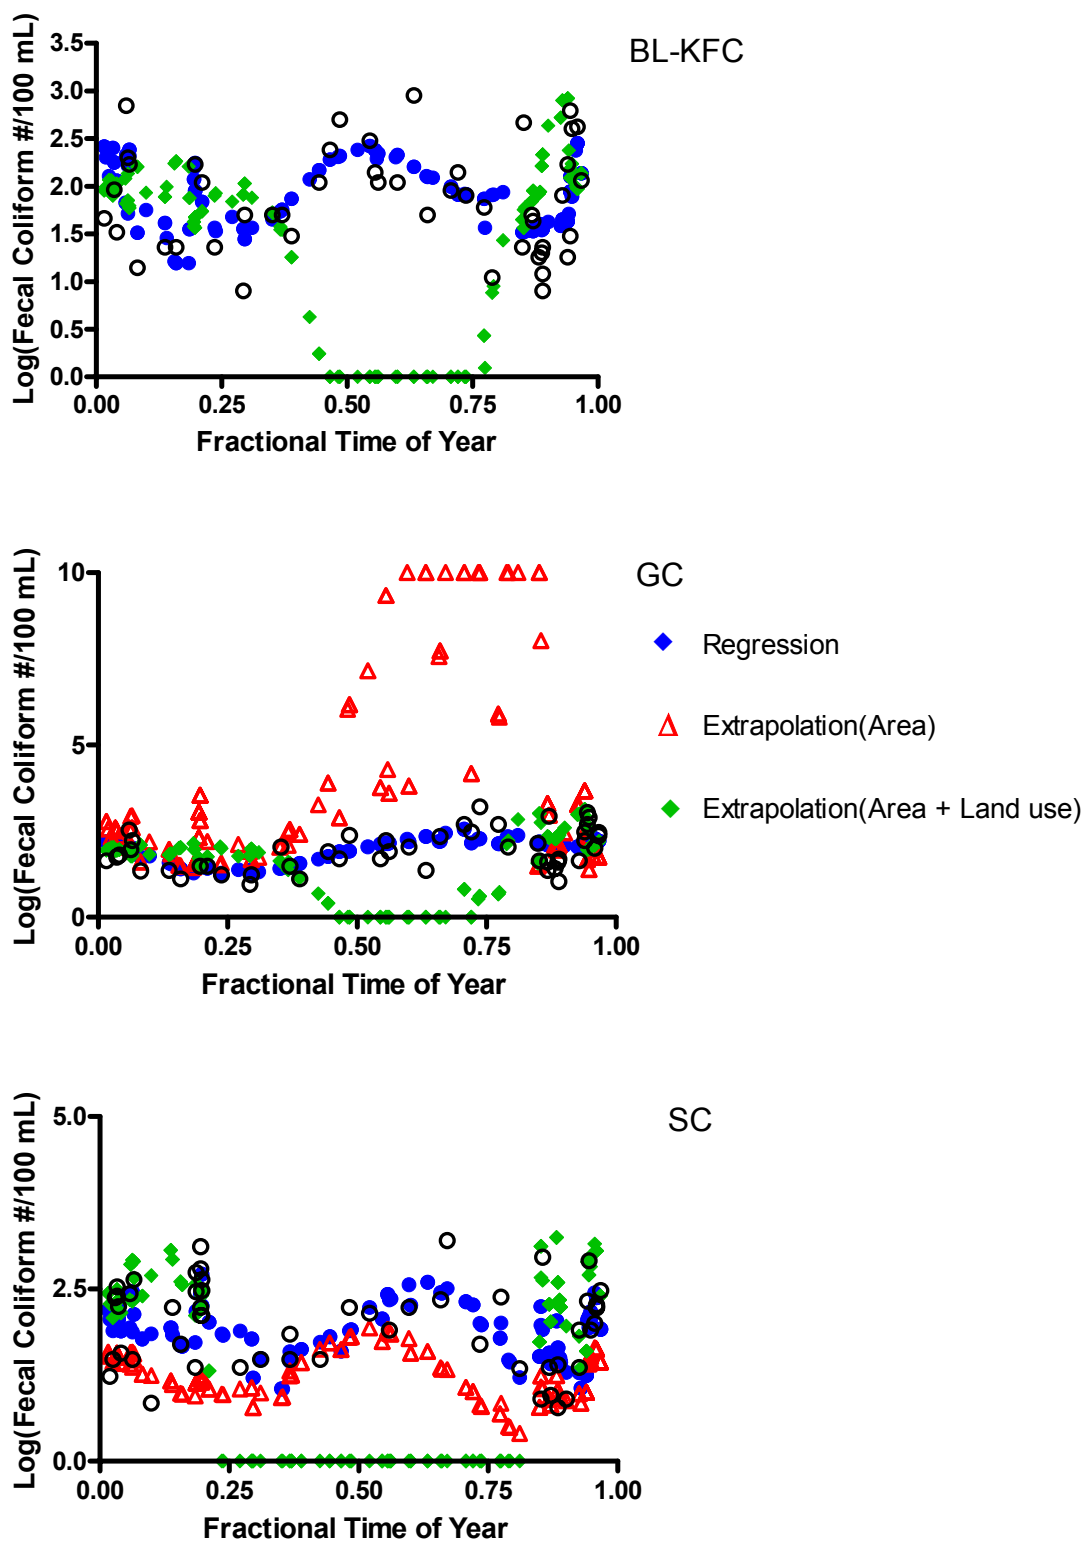 BL-KFC
Log(Fecal Coliform #/100 mL)
3.5
3.0
2.5
2.0
1.5
1.0
0.5
0.0
0.00 0.25 0.50 0.75 1.00
Fractional Time of Year
GC
Log(Fecal Coliform #/100 mL)
10
5
0
0.00 0.25 0.50 0.75 1.00
Fractional Time of Year
Regression
Extrapolation(Area)
Extrapolation(Area + Land use)
SC
Log(Fecal Coliform #/100 mL)
5.0
2.5
0.0
0.00 0.25 0.50 0.75 1.00
Fractional Time of Year